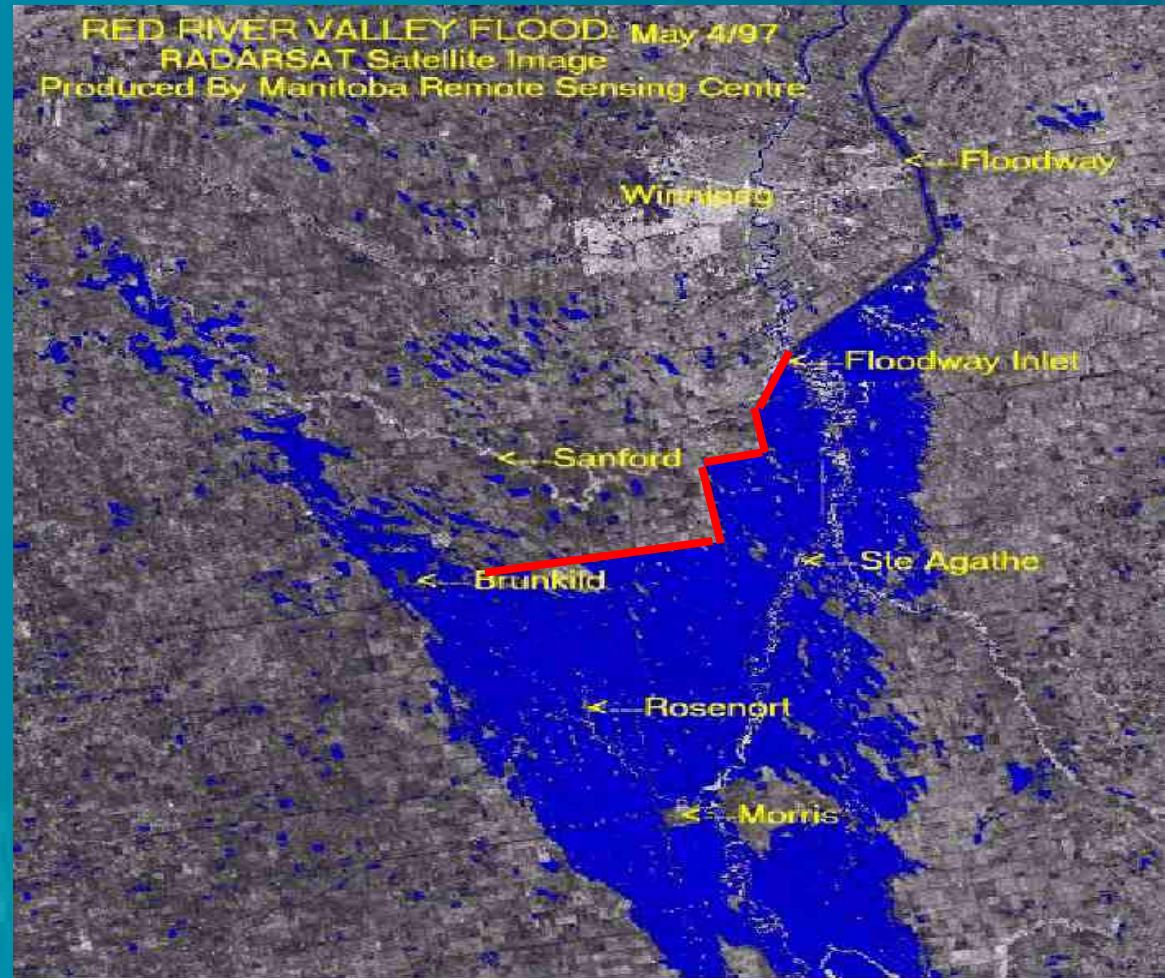 RED RIVER VALLEY FLOOD: May 4/97
RADARSAT Satellite Image
Produced By Manitoba Remote Sensing Centre.
<---Floodway
Winnipeg
<---Floodway Inlet
<---Sanford
<---Ste Agathe
<---Brunkild
<---Rosenort
<---Morris